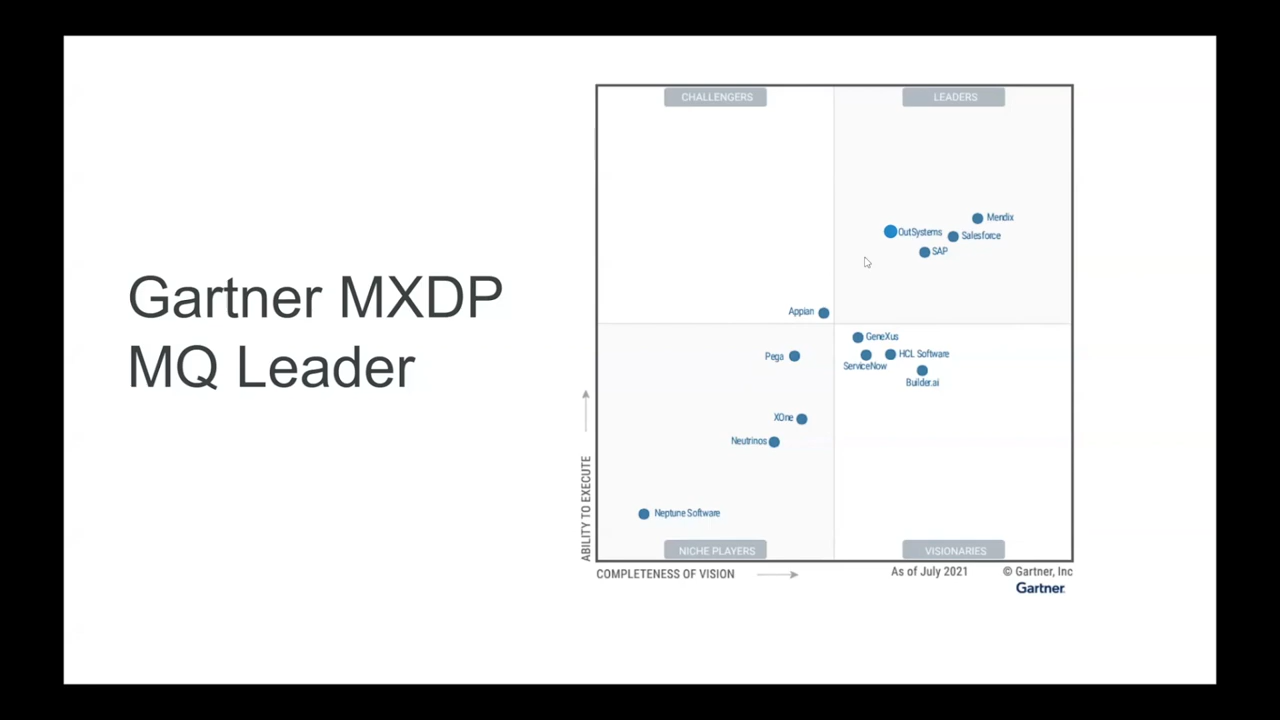 Gartner MXDP
MQ Leader
CHALLENGERS
LEADERS
Mendix
OutSystems
Salesforce
SAP
Appian
GeneXus
Pega
HCL Software
ServiceNow
Builder.ai
XOne
Neutrinos
Neptune Software
NICHE PLAYERS
VISIONARIES
ABILITY TO EXECUTE
COMPLETENESS OF VISION
As of July 2021
© Gartner, Inc
Gartner